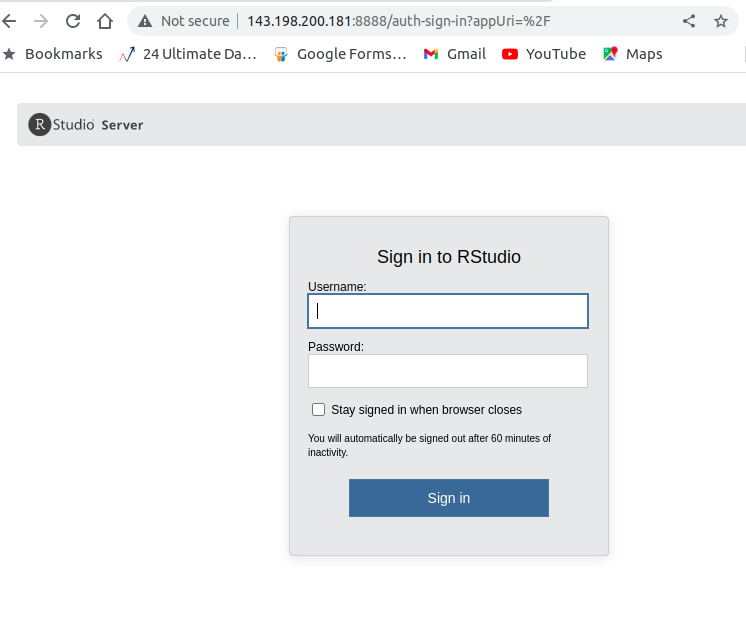 Not secure | 143.198.200.181:8888/auth-sign-in?appUri=%2F
Bookmarks 24 Ultimate Da... Google Forms... Gmail YouTube Maps
R Studio Server
Sign in to RStudio
Username:
Password:
Stay signed in when browser closes
You will automatically be signed out after 60 minutes of
inactivity.
Sign in